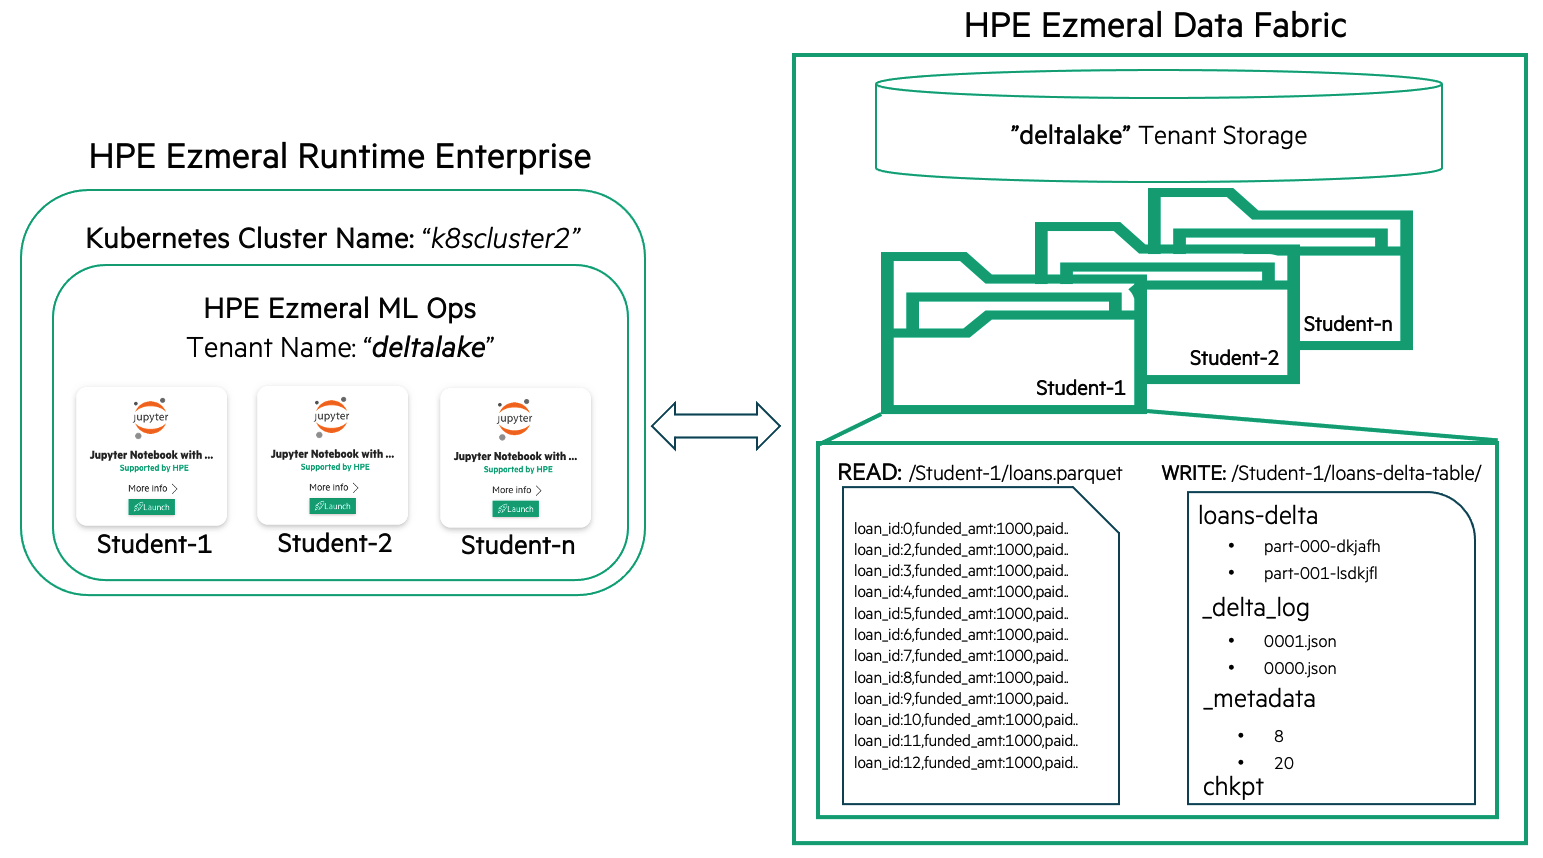 HPE Ezmeral Data Fabric
”deltalake” Tenant Storage
HPE Ezmeral Runtime Enterprise
Kubernetes Cluster Name: “k8scluster2”
HPE Ezmeral ML Ops
Tenant Name: “deltalake”
jupyter
Jupyter Notebook with ...
Supported by HPE
More info
Launch
Student-1
jupyter
Jupyter Notebook with ...
Supported by HPE
More info
Launch
Student-2
jupyter
Jupyter Notebook with ...
Supported by HPE
More info
Launch
Student-n
Student-n
Student-2
Student-1
READ: /Student-1/loans.parquet
loan_id:0,funded_amt:1000,paid..
loan_id:2,funded_amt:1000,paid..
loan_id:3,funded_amt:1000,paid..
loan_id:4,funded_amt:1000,paid..
loan_id:5,funded_amt:1000,paid..
loan_id:6,funded_amt:1000,paid..
loan_id:7,funded_amt:1000,paid..
loan_id:8,funded_amt:1000,paid..
loan_id:9,funded_amt:1000,paid..
loan_id:10,funded_amt:1000,paid..
loan_id:11,funded_amt:1000,paid..
loan_id:12,funded_amt:1000,paid..
WRITE: /Student-1/loans-delta-table/
loans-delta
• part-000-dkjafh
• part-001-lsdkjfl
_delta_log
• 0001.json
• 0000.json
_metadata
• 8
• 20
chkpt